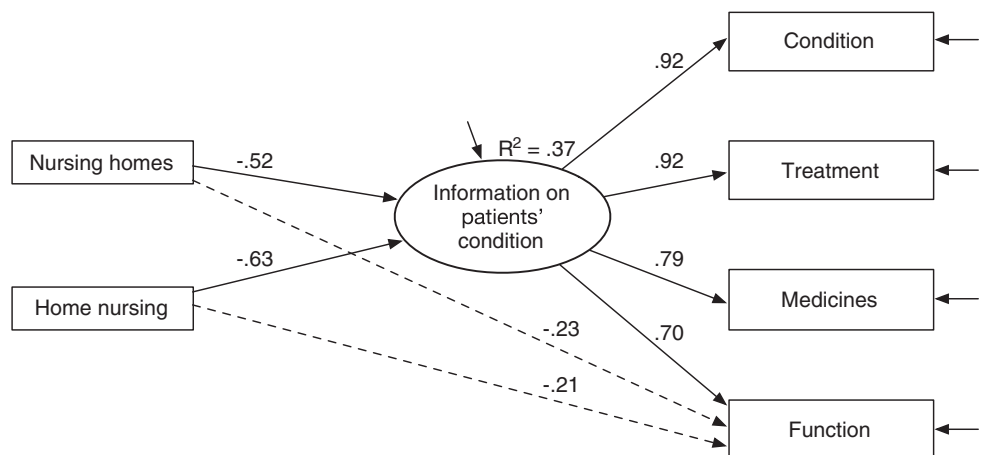 Condition
.92
R² = .37
Nursing homes
-.52
.92
Treatment
Information on
patients’
condition
-.63
.79
Medicines
Home nursing
-.23
.70
-.21
Function